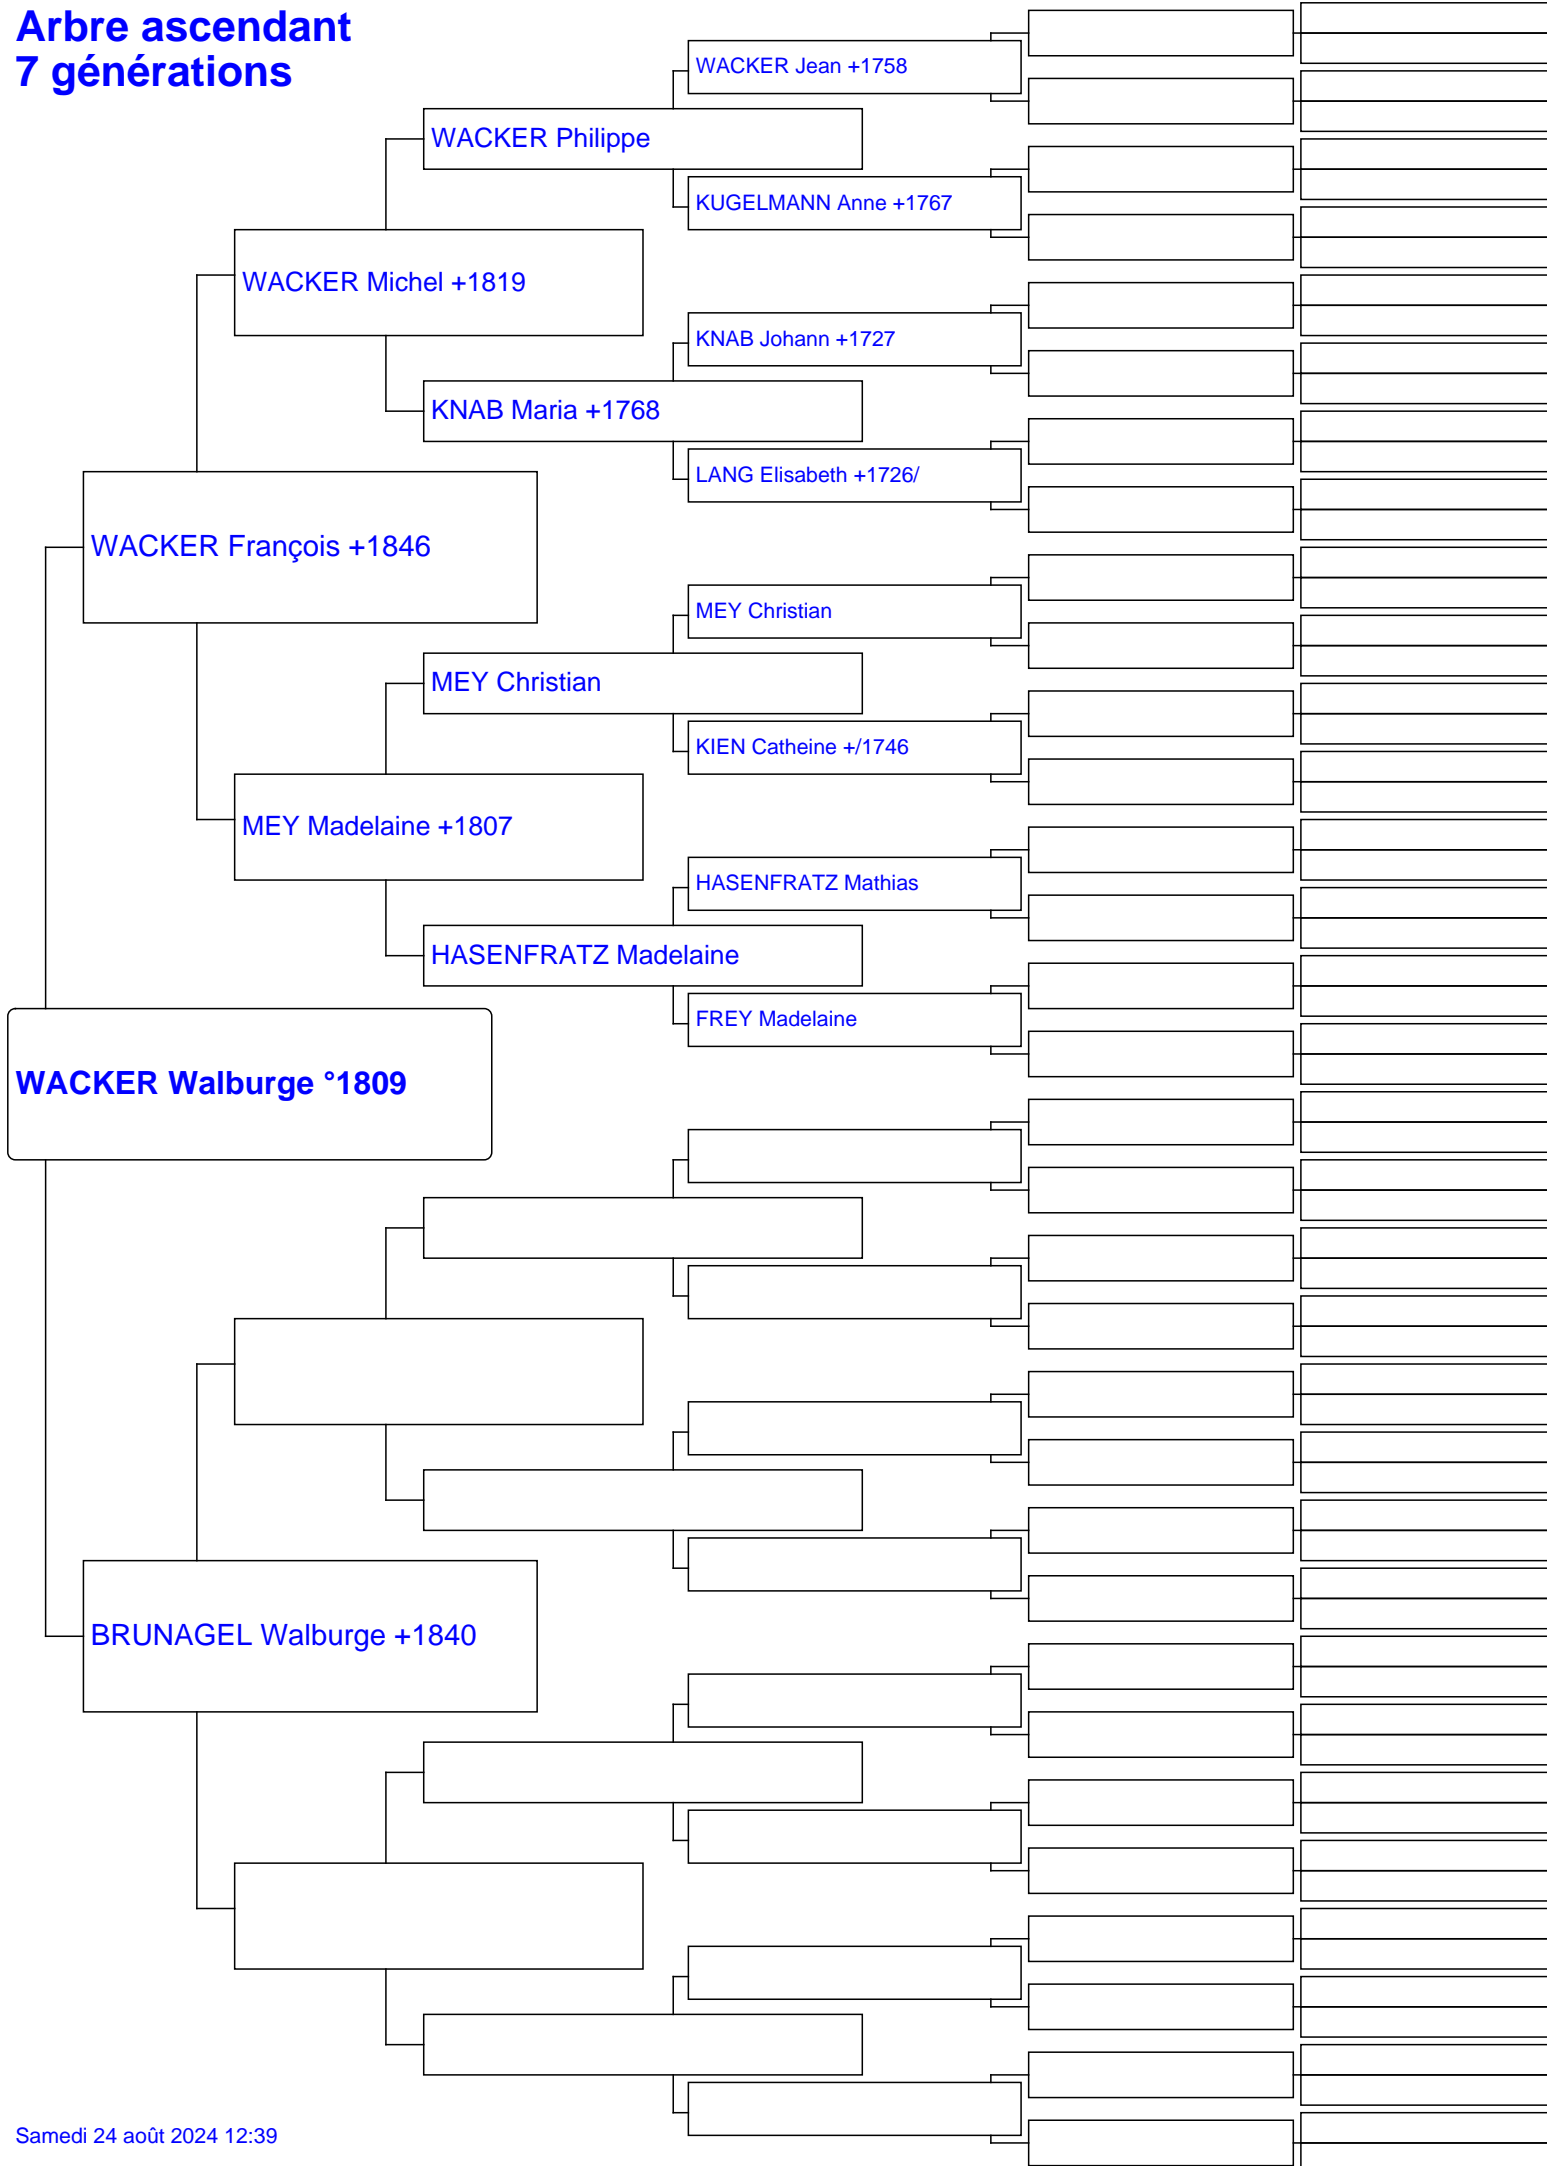 Arbre ascendant
7 générations
WACKER Jean +1758
WACKER Philippe
KUGELMANN Anne +1767
WACKER Michel +1819
KNAB Johann +1727
KNAB Maria +1768
LANG Elisabeth +1726/
WACKER François +1846
MEY Christian
MEY Christian
KIEN Catheine +/1746
MEY Madelaine +1807
HASENFRATZ Mathias
HASENFRATZ Madelaine
FREY Madelaine
WACKER Walburge °1809
BRUNAGEL Walburge +1840
Samedi 24 août 2024 12:39